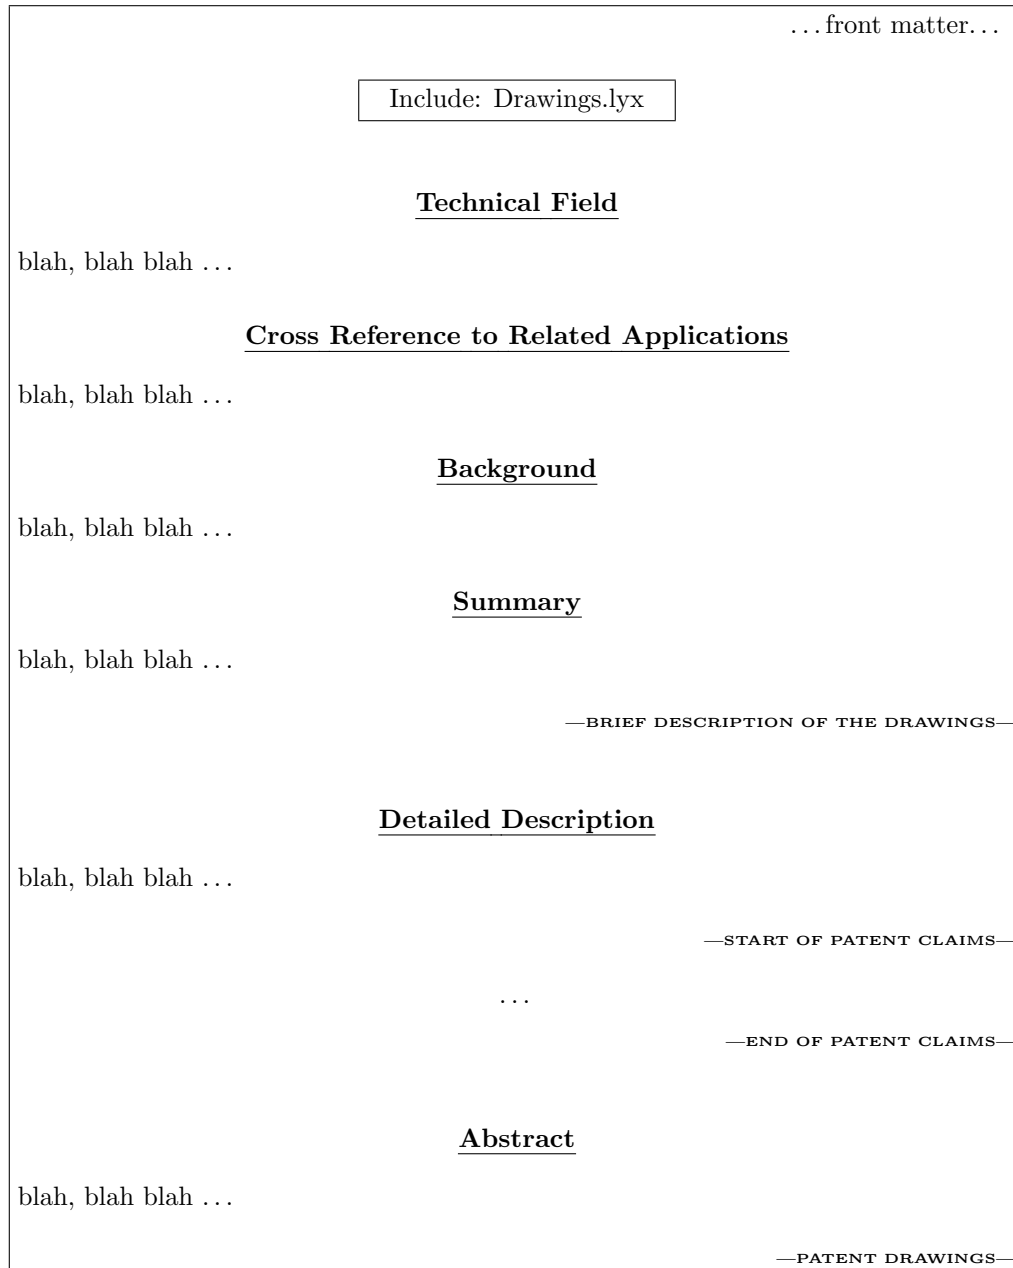 ...front matter...
Include: Drawings.lyx
Technical Field
blah, blah blah ...
Cross Reference to Related Applications
blah, blah blah ...
Background
blah, blah blah ...
Summary
blah, blah blah ...
—BRIEF DESCRIPTION OF THE DRAWINGS—
Detailed Description
blah, blah blah ...
—START OF PATENT CLAIMS—
...
—END OF PATENT CLAIMS—
Abstract
blah, blah blah ...
—PATENT DRAWINGS—